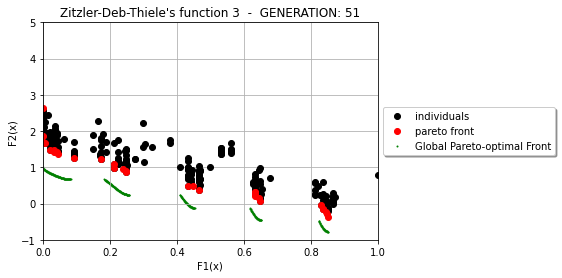 Zitzler-Deb-Thiele's function 3 - GENERATION: 51
5
4
3
2
1
0
−1
F2(x)
0.0 0.2 0.4 0.6 0.8 1.0
F1(x)
individuals
pareto front
Global Pareto-optimal Front